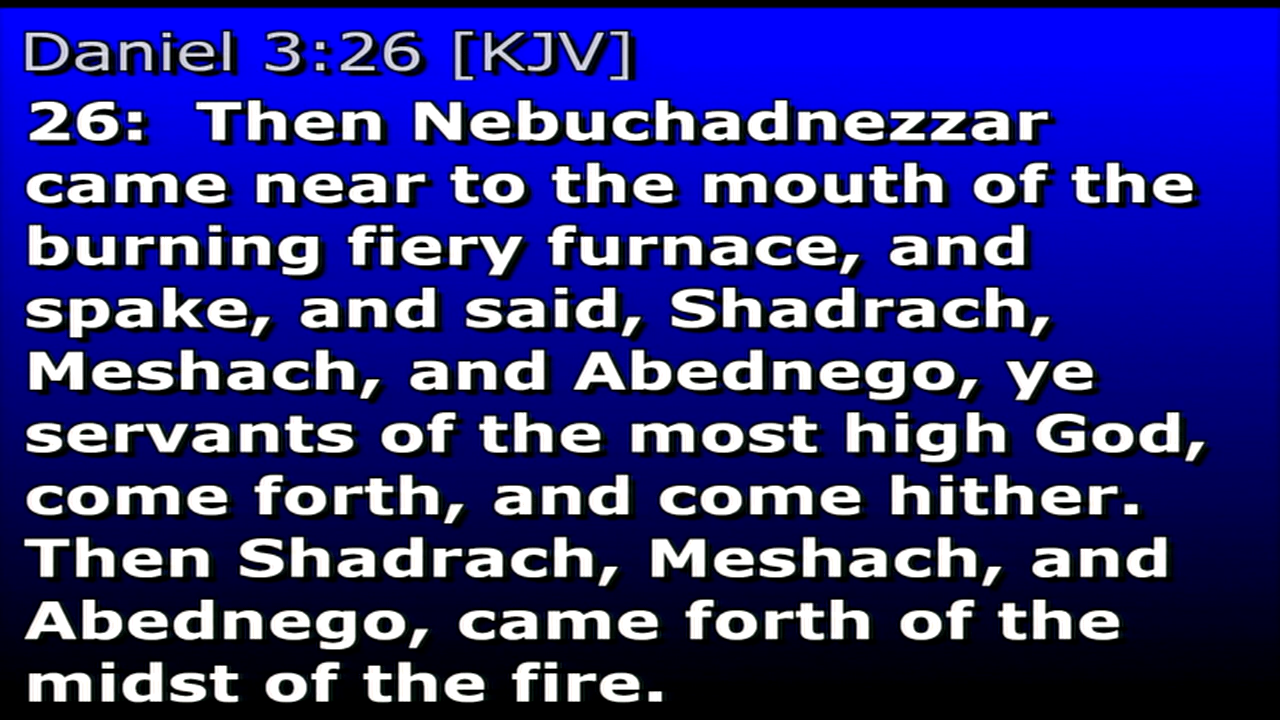 Daniel 3:26 [KJV]
26:  Then Nebuchadnezzar
came near to the mouth of the
burning fiery furnace, and
spake, and said, Shadrach,
Meshach, and Abednego, ye
servants of the most high God,
come forth, and come hither.
Then Shadrach, Meshach, and
Abednego, came forth of the
midst of the fire.